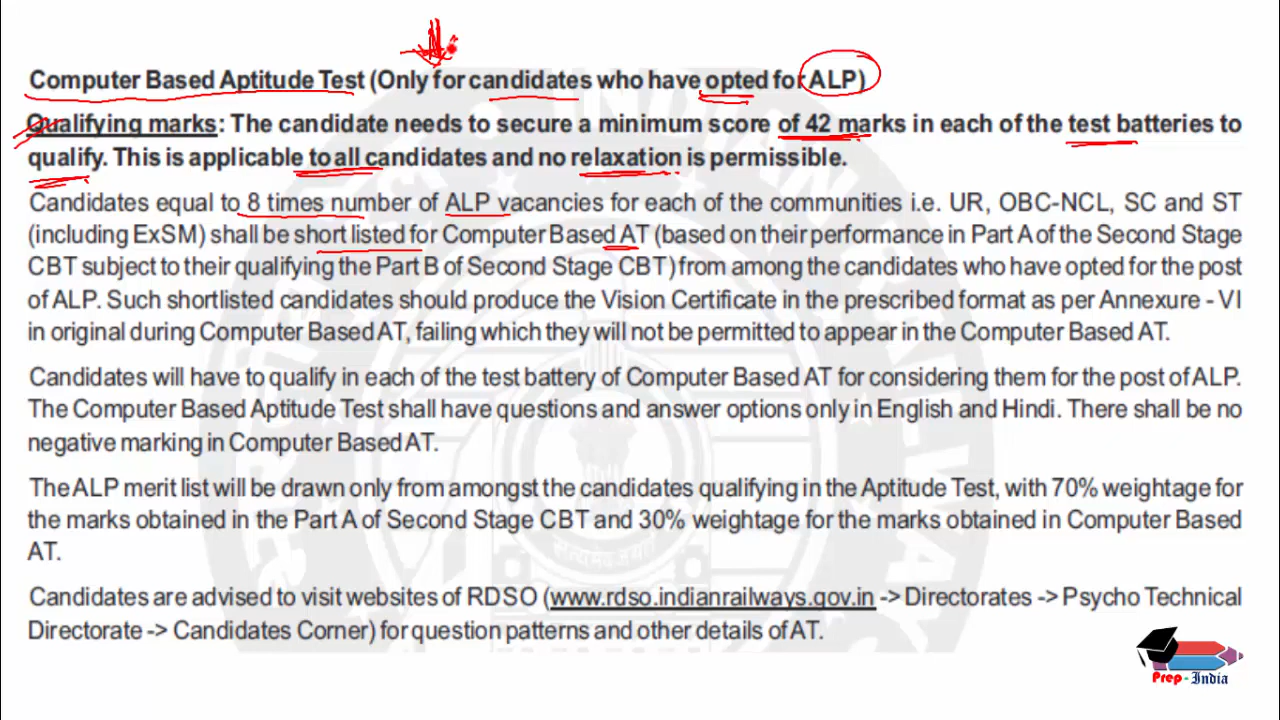 Computer Based Aptitude Test (Only for candidates who have opted for ALP)
Qualifying marks: The candidate needs to secure a minimum score of 42 marks in each of the test batteries to
qualify. This is applicable to all candidates and no relaxation is permissible.
Candidates equal to 8 times number of ALP vacancies for each of the communities i.e. UR, OBC-NCL, SC and ST
(including ExSM) shall be short listed for Computer Based AT (based on their performance in Part A of the Second Stage
CBT subject to their qualifying the Part B of Second Stage CBT) from among the candidates who have opted for the post
of ALP. Such shortlisted candidates should produce the Vision Certificate in the prescribed format as per Annexure - VI
in original during Computer Based AT, failing which they will not be permitted to appear in the Computer Based AT.
Candidates will have to qualify in each of the test battery of Computer Based AT for considering them for the post of ALP.
The Computer Based Aptitude Test shall have questions and answer options only in English and Hindi. There shall be no
negative marking in Computer Based AT.
The ALP merit list will be drawn only from amongst the candidates qualifying in the Aptitude Test, with 70% weightage for
the marks obtained in the Part A of Second Stage CBT and 30% weightage for the marks obtained in Computer Based
AT.
Candidates are advised to visit websites of RDSO (www.rdso.indianrailways.gov.in -> Directorates -> Psycho Technical
Directorate -> Candidates Corner) for question patterns and other details of AT.
Prep - India
सत्यमेव जयते